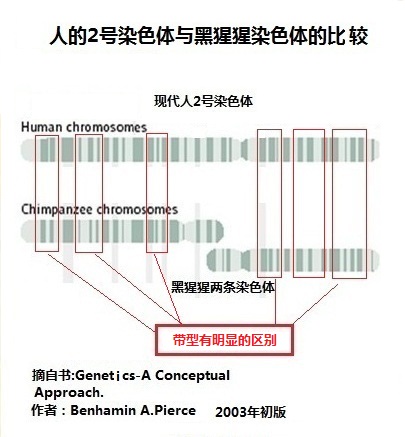 人的2号染色体与黑猩猩染色体的比较
现代人2号染色体
Human chromosomes
Chimpanzee chromosomes
黑猩猩两条染色体
带型有明显的区别
摘自书:Genet¡cs-A Conceptual
Approach.
作者：Benhamin A.Pierce 2003年初版